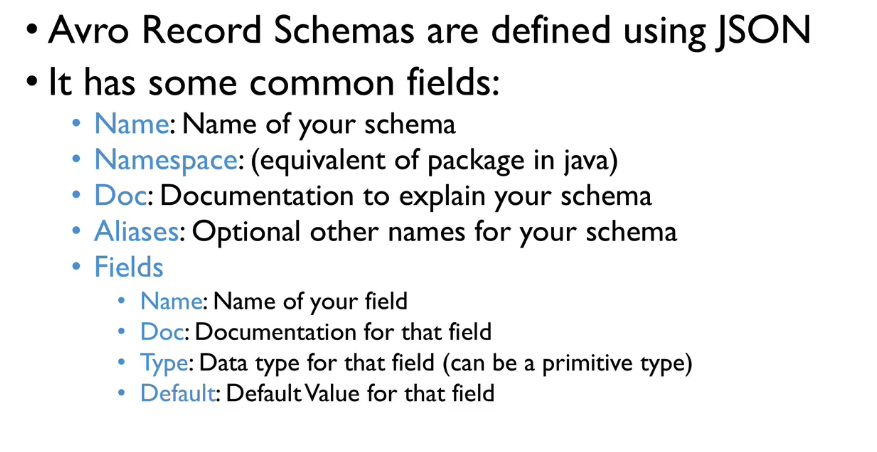 • Avro Record Schemas are defined using JSON
• It has some common fields:
• Name: Name of your schema
• Namespace: (equivalent of package in java)
• Doc: Documentation to explain your schema
• Aliases: Optional other names for your schema
• Fields
• Name: Name of your field
• Doc: Documentation for that field
• Type: Data type for that field (can be a primitive type)
• Default: Default Value for that field